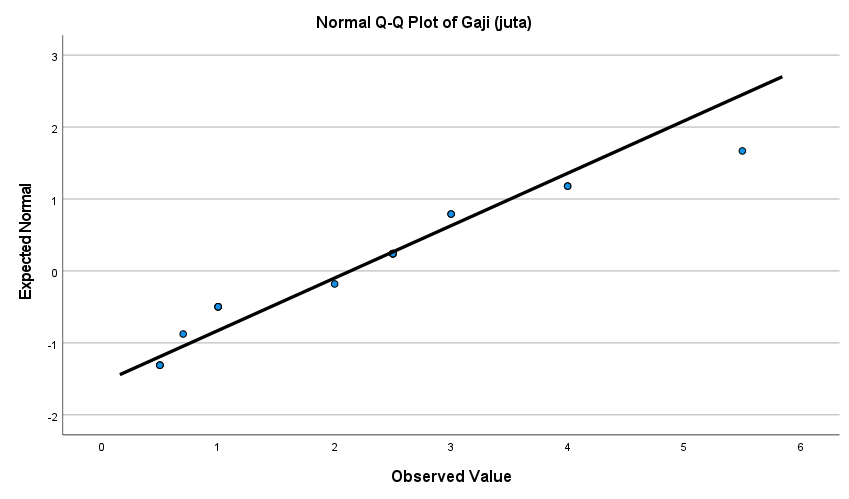 Normal Q-Q Plot of Gaji (juta)
3
2
1
0
-1
-2
Expected Normal
0 1 2 3 4 5 6
Observed Value